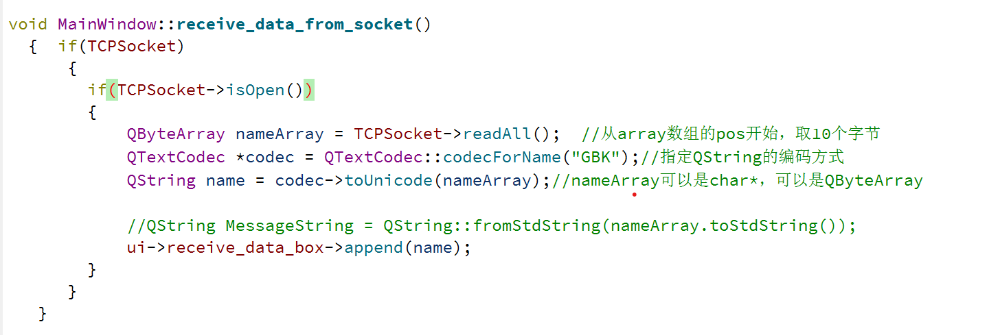 void MainWindow::receive_data_from_socket()
{ if(TCPSocket)
{
if(TCPSocket->isOpen())
{
QByteArray nameArray = TCPSocket->readAll(); //从array数组的pos开始，取10个字节
QTextCodec *codec = QTextCodec::codecForName("GBK");//指定QString的编码方式
QString name = codec->toUnicode(nameArray);//nameArray可以是char*，可以是QByteArray
//QString MessageString = QString::fromStdString(nameArray.toStdString());
ui->receive_data_box->append(name);
}
}
}